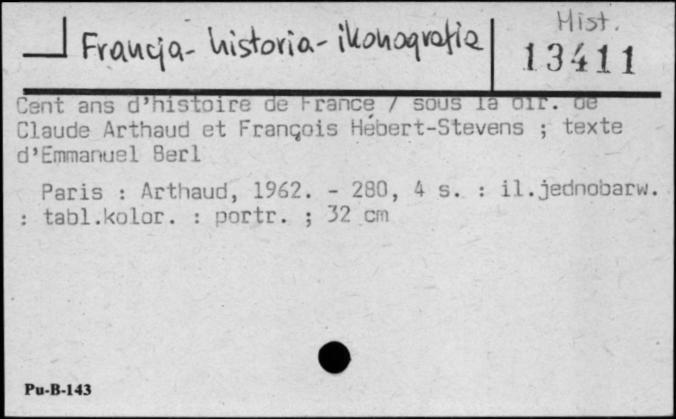 Francja - historia - ikonografia
Hist.
13411
Cent ans d'histoire de France / sous la dir. de
Claude Arthaud et François Hébert-Stevens ; texte
d'Emmanuel Berl
Paris : Arthaud, 1962. - 280, 4 s. : il.jednobarw.
: tabl.kolor. : portr. ; 32 cm
Pu-B-143